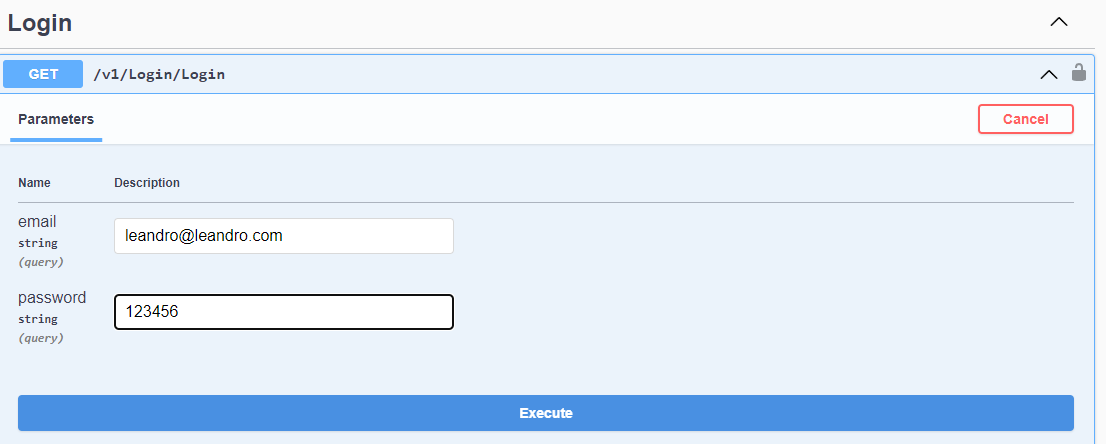 Login
GET /v1/Login/Login
Parameters Cancel
Name Description
email leandro@leandro.com
string
(query)
password 123456
string
(query)
Execute